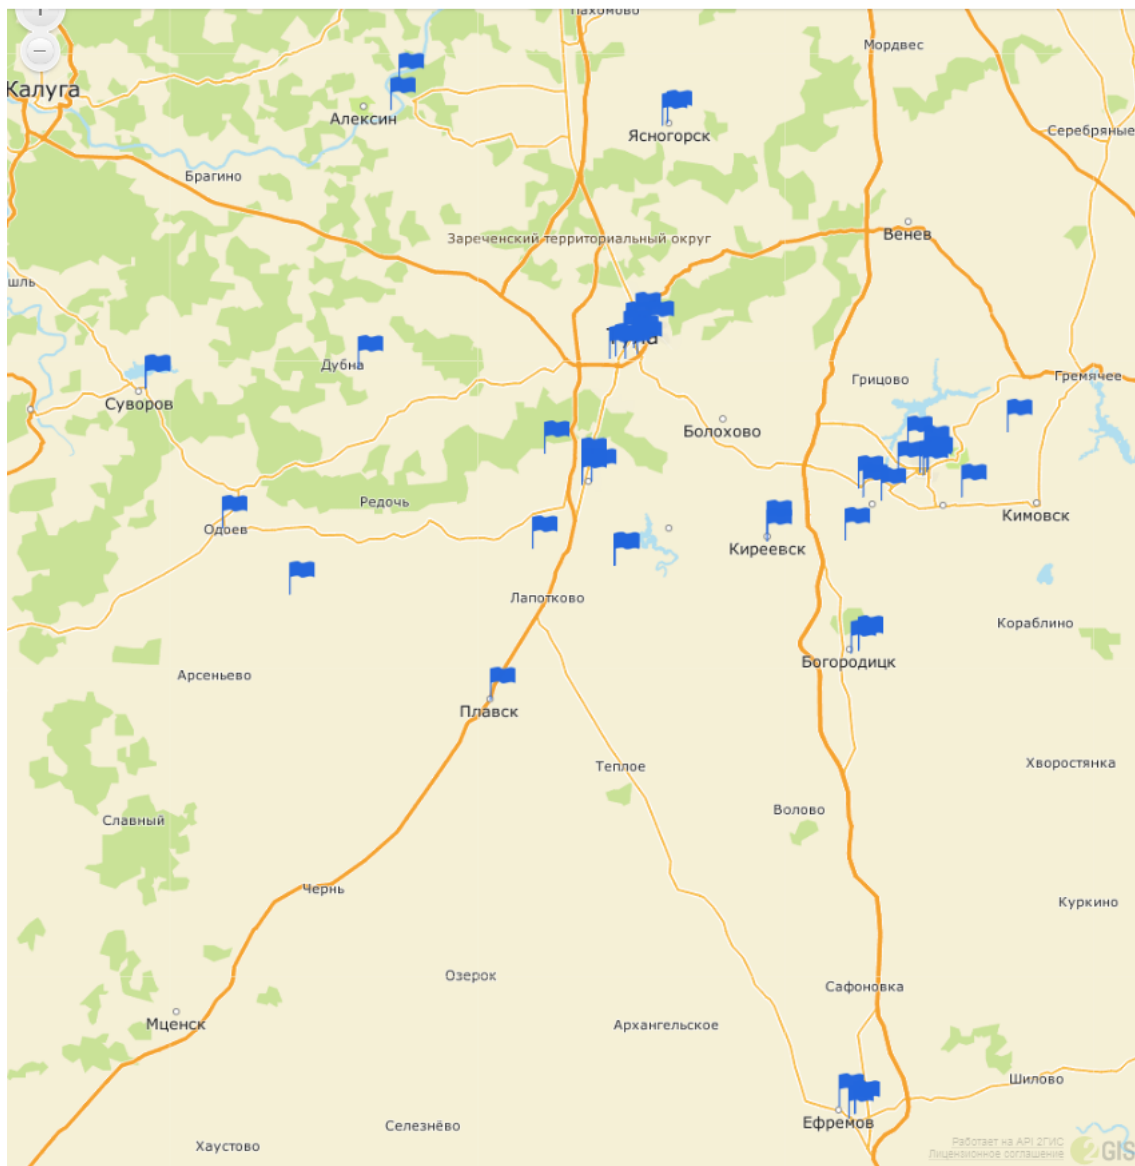 Пахомово
Мордвес
Калуга
Алексин
Ясногорск
Серебряные
Брагино
Зареченский территориальный округ
Венев
шль
Дубна
Грицово
Гремячее
Суворов
Болохово
Редочь
Одоев
Кимовск
Киреевск
Лапотково
Кораблино
Арсеньево
Богородицк
Плавск
Теплое
Хворостянка
Волово
Славный
Чернь
Куркино
Озерок
Сафоновка
Мценск
Архангельское
Шилово
Ефремов
Селезнёво
Хаустово
Работает на API 2ГИС
Лицензионное соглашение
2GIS